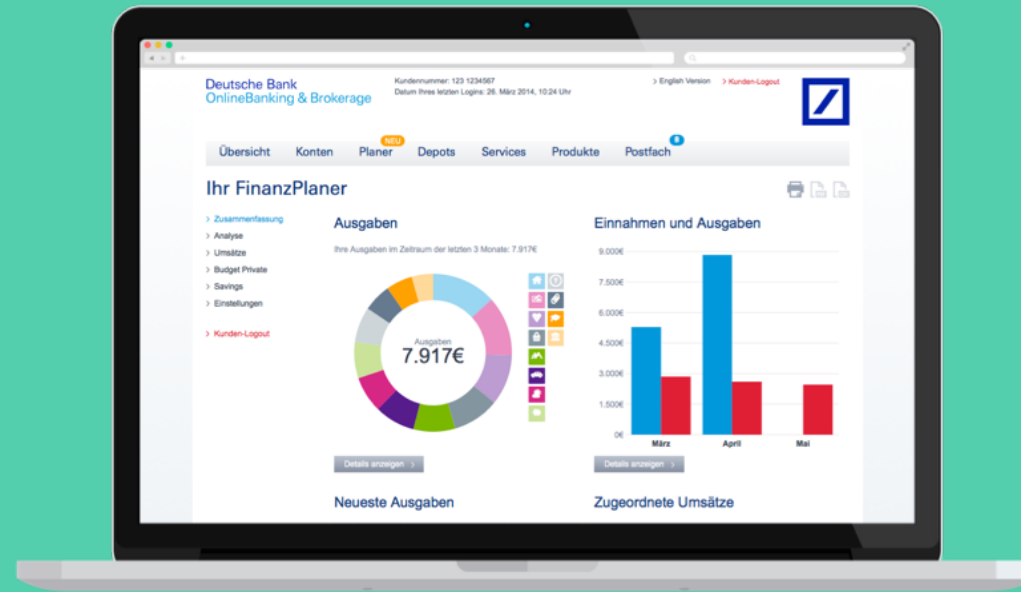 Deutsche Bank
OnlineBanking & Brokerage
Kundennummer: 123 1234567
Datum Ihres letzten Logins: 26. März 2014, 10:24 Uhr
> English Version
> Kunden-Logout
Übersicht
Konten
NEU
Planer
Depots
Services
Produkte
Postfach
Ihr FinanzPlaner
> Zusammenfassung
> Analyse
> Umsätze
> Budget Private
> Savings
> Einstellungen
> Kunden-Logout
Ausgaben
Ihre Ausgaben im Zeitraum der letzten 3 Monate: 7.917€
Ausgaben
7.917€
Details anzeigen >
Neueste Ausgaben
Einnahmen und Ausgaben
9.000€
7.500€
6.000€
4.500€
3.000€
1.500€
0€
März
April
Mai
Details anzeigen >
Zugeordnete Umsätze